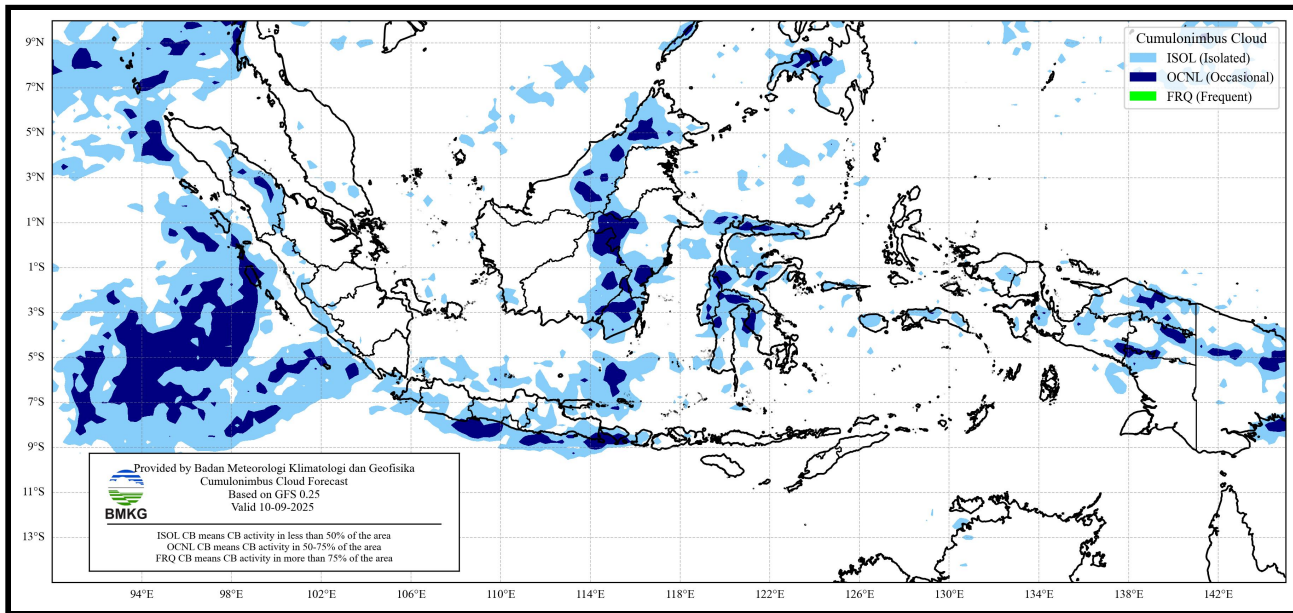 Cumulonimbus Cloud
ISOL (Isolated)
OCNL (Occasional)
FRQ (Frequent)
9°N
7°N
5°N
3°N
1°N
1°S
3°S
5°S
7°S
9°S
11°S
13°S
Provided by Badan Meteorologi Klimatologi dan Geofisika
Cumulonimbus Cloud Forecast
Based on GFS 0.25
Valid 10-09-2025
BMKG
ISOL CB means CB activity in less than 50% of the area
OCNL CB means CB activity in 50-75% of the area
FRQ CB means CB activity in more than 75% of the area
94°E 98°E 102°E 106°E 110°E 114°E 118°E 122°E 126°E 130°E 134°E 138°E 142°E